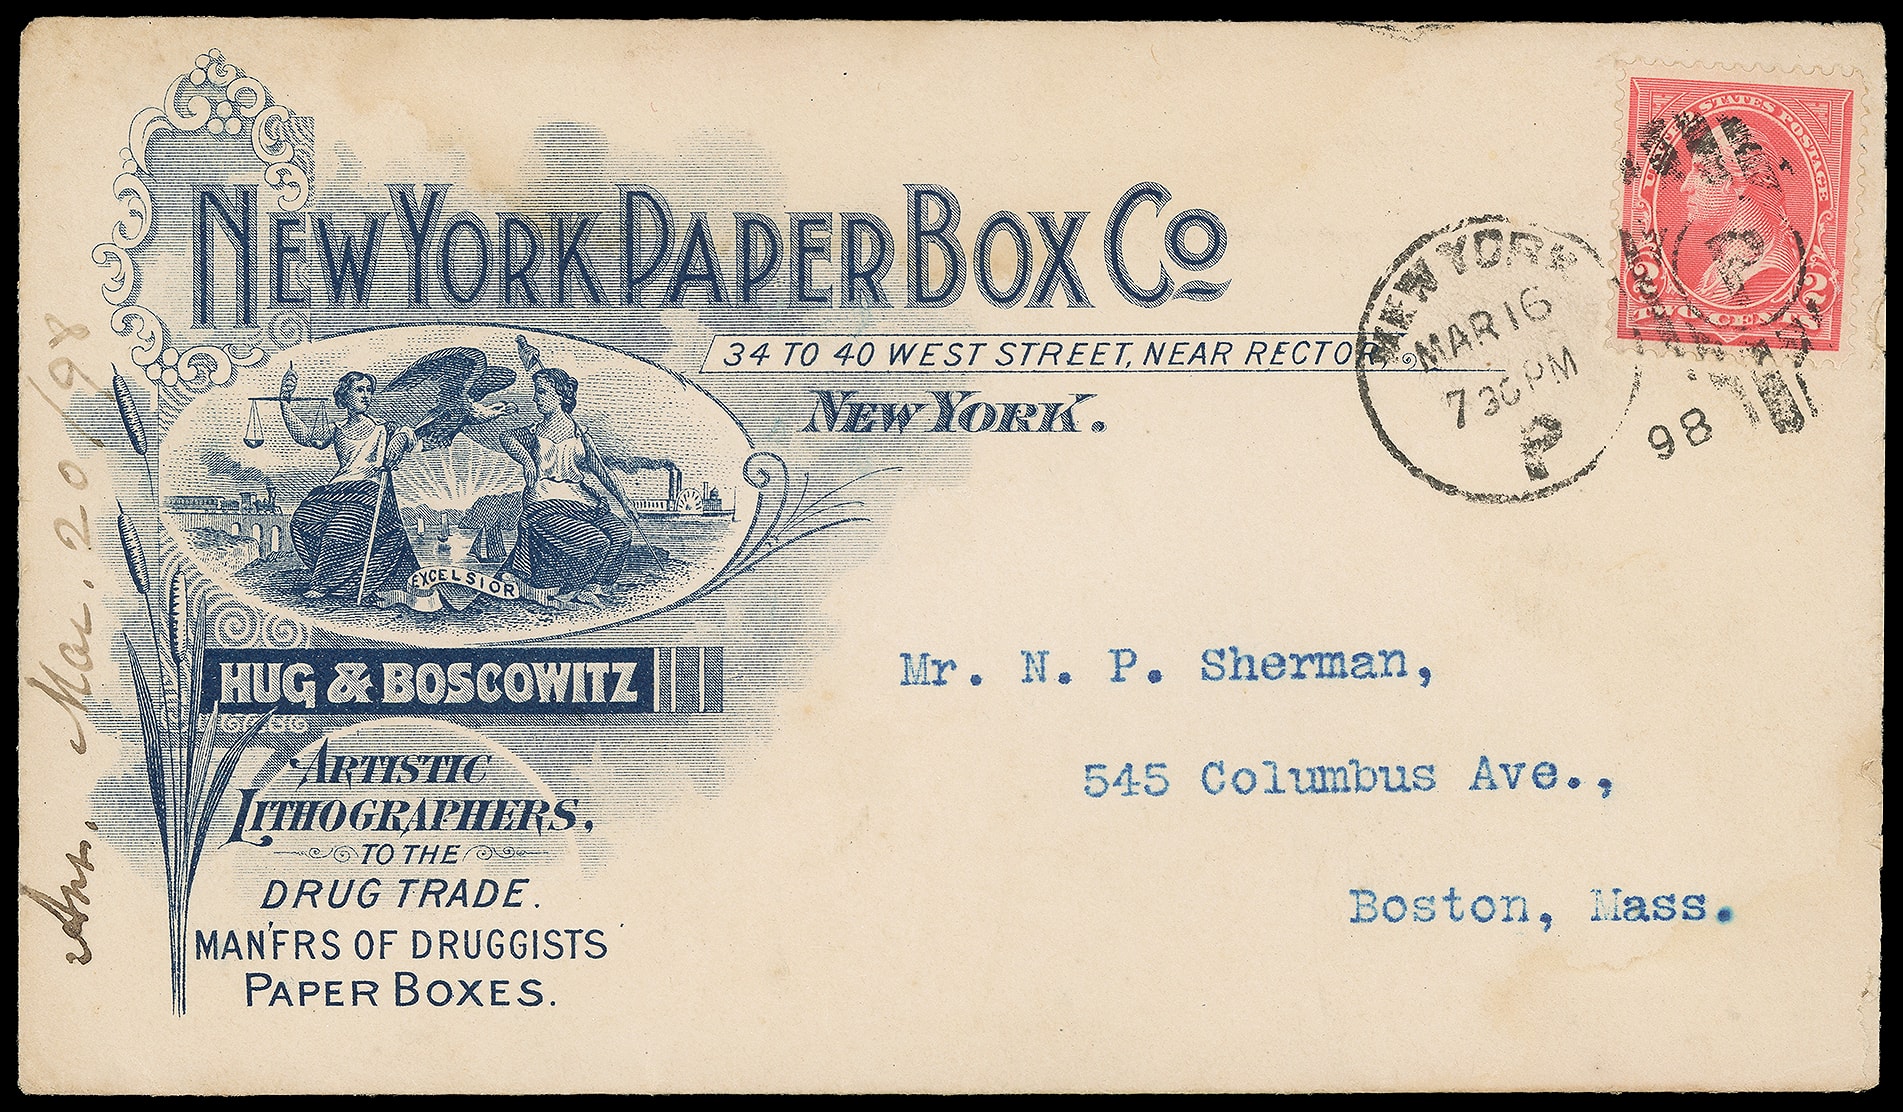 NEW YORK PAPER BOX CO
34 TO 40 WEST STREET, NEAR RECTOR
NEW YORK.
EXCELSIOR
HUG & BOSCOWITZ
ARTISTIC
LITHOGRAPHERS,
TO THE
DRUG TRADE.
MAN'FRS OF DRUGGISTS
PAPER BOXES.
Ans. Mar. 20/98
NEW YORK
MAR 16
730PM
P
98
UNITED STATES POSTAGE
2 2
TWO CENTS
Mr. N. P. Sherman,
545 Columbus Ave.,
Boston, Mass.